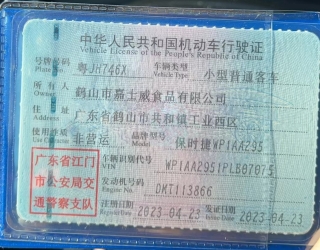 中华人民共和国机动车行驶证
Vehicle License of the People's Republic of China
号牌号码 粤JH746X 车辆类型 小型普通客车
Plate No. Vehicle Type
所有人 鹤山市嘉士威食品有限公司
Owner
住址 广东省鹤山市共和镇工业西区
Address
使用性质 非营运 品牌型号 保时捷WP1AA295
Use Character Model
广东省江门
市公安局交
通警察支队
车辆识别代号 WP1AA2951PLB07075
VIN
发动机号码 DKT113866
Engine No.
注册日期 2023-04-23 发证日期 2023-04-23
Register Date Issue Date